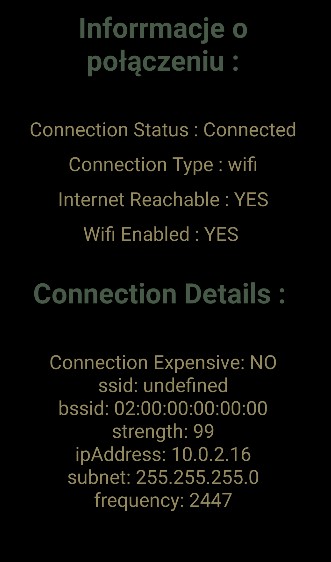 Inforrmacje o
połączeniu :
Connection Status : Connected
Connection Type : wifi
Internet Reachable : YES
Wifi Enabled : YES
Connection Details :
Connection Expensive: NO
ssid: undefined
bssid: 02:00:00:00:00:00
strength: 99
ipAddress: 10.0.2.16
subnet: 255.255.255.0
frequency: 2447